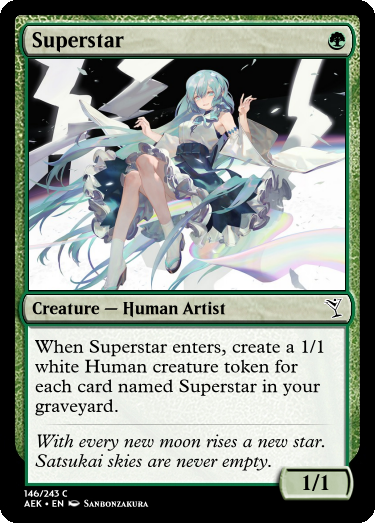 Superstar
Creature — Human Artist
When Superstar enters, create a 1/1
white Human creature token for
each card named Superstar in your
graveyard.
With every new moon rises a new star.
Satsukai skies are never empty.
1/1
146/243 C
AEK • EN Sanbonzakura